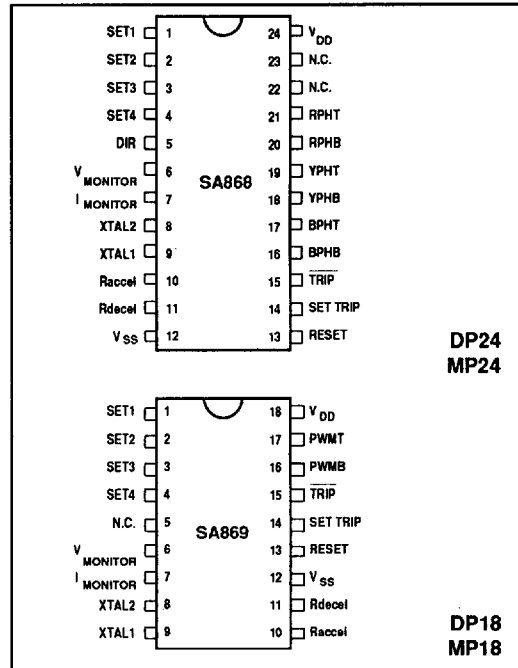 SET1 1 24 VDD
SET2 2 23 N.C.
SET3 3 22 N.C.
SET4 4 21 RPHT
DIR 5 20 RPHB
VMONITOR 6 19 YPHT
SA868
IMONITOR 7 18 YPHB
XTAL2 8 17 BPHT
XTAL1 9 16 BPHB
Raccel 10 15 TRIP
Rdecel 11 14 SET TRIP
VSS 12 13 RESET
DP24
MP24
SET1 1 18 VDD
SET2 2 17 PWMT
SET3 3 16 PWMB
SET4 4 15 TRIP
SA869
N.C. 5 14 SET TRIP
VMONITOR 6 13 RESET
IMONITOR 7 12 VSS
XTAL2 8 11 Rdecel
XTAL1 9 10 Raccel
DP18
MP18